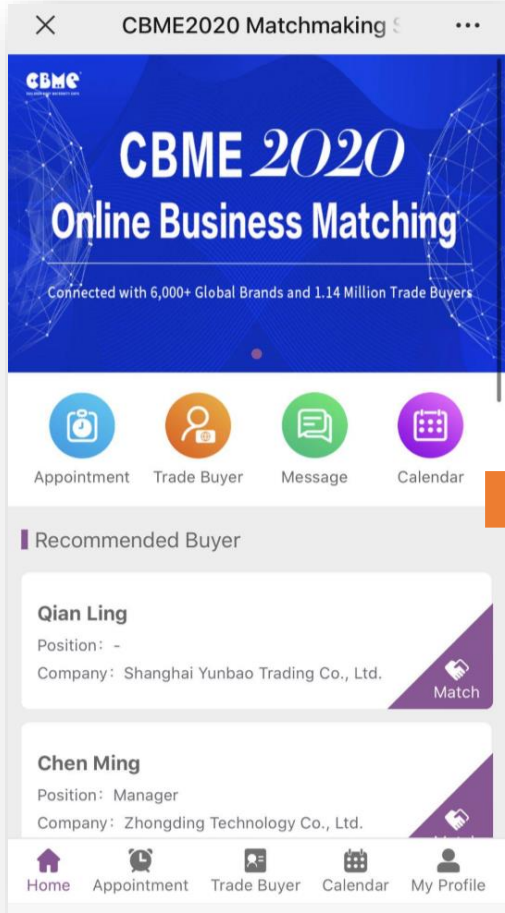 CBME2020 Matchmaking
CBME
CBME 2020
Online Business Matching
Connected with 6,000+ Global Brands and 1.14 Million Trade Buyers
Appointment Trade Buyer Message Calendar
Recommended Buyer
Qian Ling
Position: -
Company: Shanghai Yunbao Trading Co., Ltd.
Match
Chen Ming
Position: Manager
Company: Zhongding Technology Co., Ltd.
Home Appointment Trade Buyer Calendar My Profile